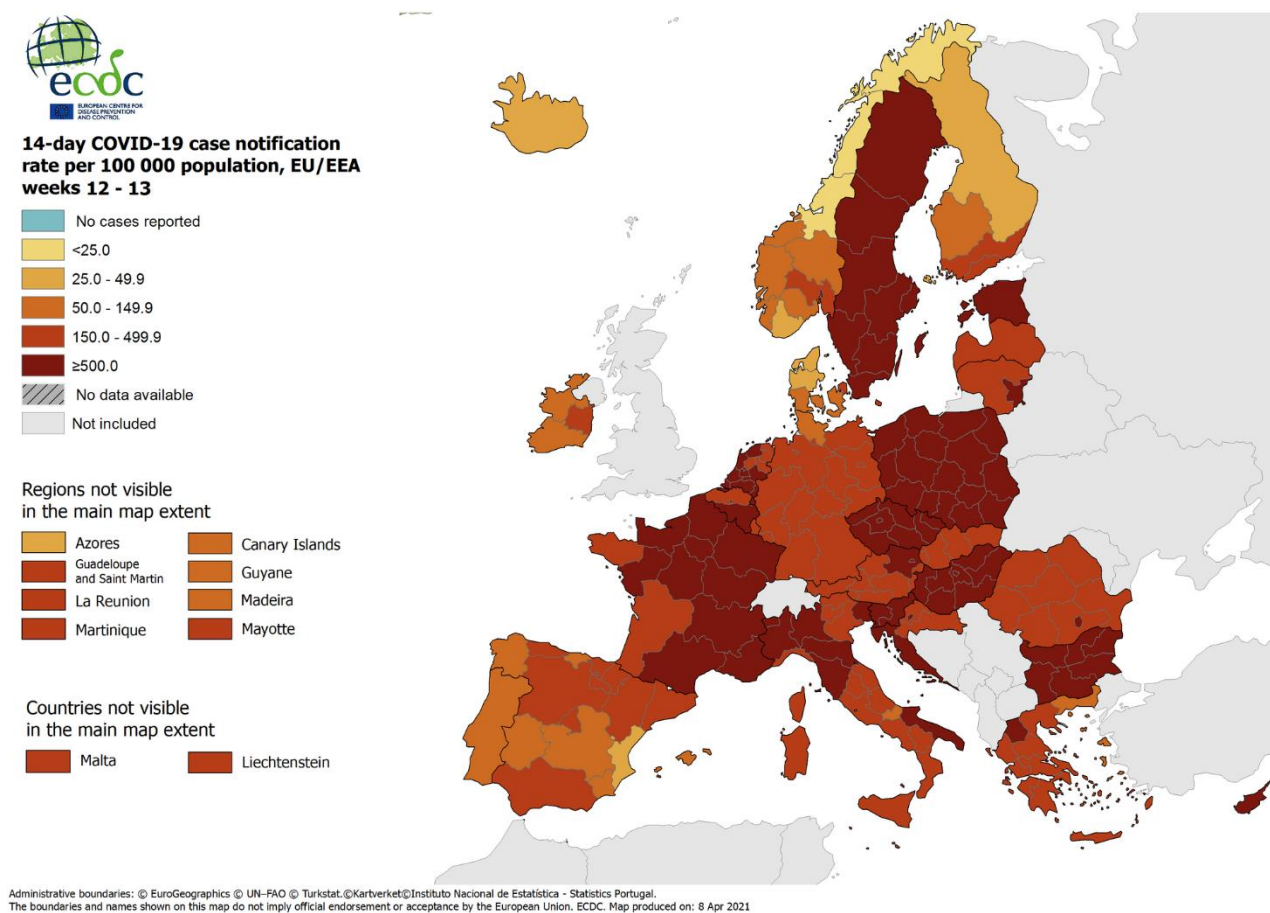 ecdc
EUROPEAN CENTRE FOR
DISEASE PREVENTION
AND CONTROL
14-day COVID-19 case notification
rate per 100 000 population, EU/EEA
weeks 12 - 13
No cases reported
<25.0
25.0 - 49.9
50.0 - 149.9
150.0 - 499.9
≥500.0
No data available
Not included
Regions not visible
in the main map extent
Azores
Canary Islands
Guadeloupe
and Saint Martin
Guyane
La Reunion
Madeira
Martinique
Mayotte
Countries not visible
in the main map extent
Malta
Liechtenstein
Administrative boundaries: © EuroGeographics © UN–FAO © Turkstat.©Kartverket©Instituto Nacional de Estatística - Statistics Portugal.
The boundaries and names shown on this map do not imply official endorsement or acceptance by the European Union. ECDC. Map produced on: 8 Apr 2021